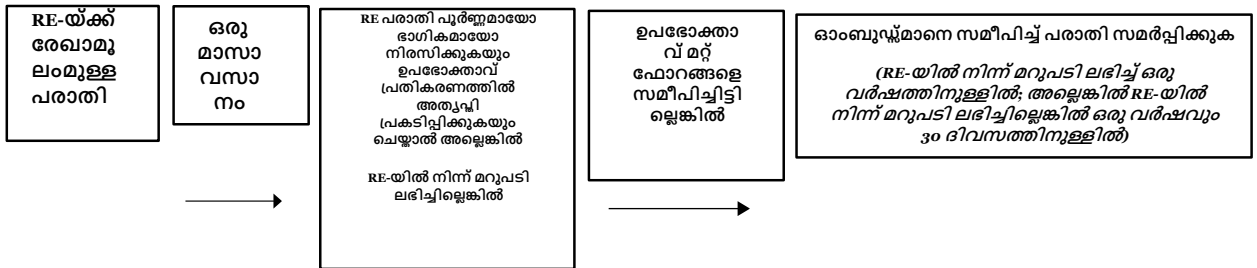 RE-യ്ക്ക്
രേഖാമൂ
ലംമുള്ള
പരാതി
ഒരു
മാസാ
വസാ
നം
RE പരാതി പൂർണ്ണമായോ
ഭാഗികമായോ
നിരസിക്കുകയും
ഉപഭോക്താവ്
പ്രതികരണത്തിൽ
അതൃപ്തി
പ്രകടിപ്പിക്കുകയും
ചെയ്താൽ അല്ലെങ്കിൽ
RE-യിൽ നിന്ന് മറുപടി
ലഭിച്ചില്ലെങ്കിൽ
ഉപഭോക്താ
വ് മറ്റ്
ഫോറങ്ങളെ
സമീപിച്ചിട്ടി
ല്ലെങ്കിൽ
ഓംബുഡ്സ്മാനെ സമീപിച്ച് പരാതി സമർപ്പിക്കുക
(RE-യിൽ നിന്ന് മറുപടി ലഭിച്ച് ഒരു
വർഷത്തിനുള്ളിൽ; അല്ലെങ്കിൽ RE-യിൽ
നിന്ന് മറുപടി ലഭിച്ചില്ലെങ്കിൽ ഒരു വർഷവും
30 ദിവസത്തിനുള്ളിൽ)